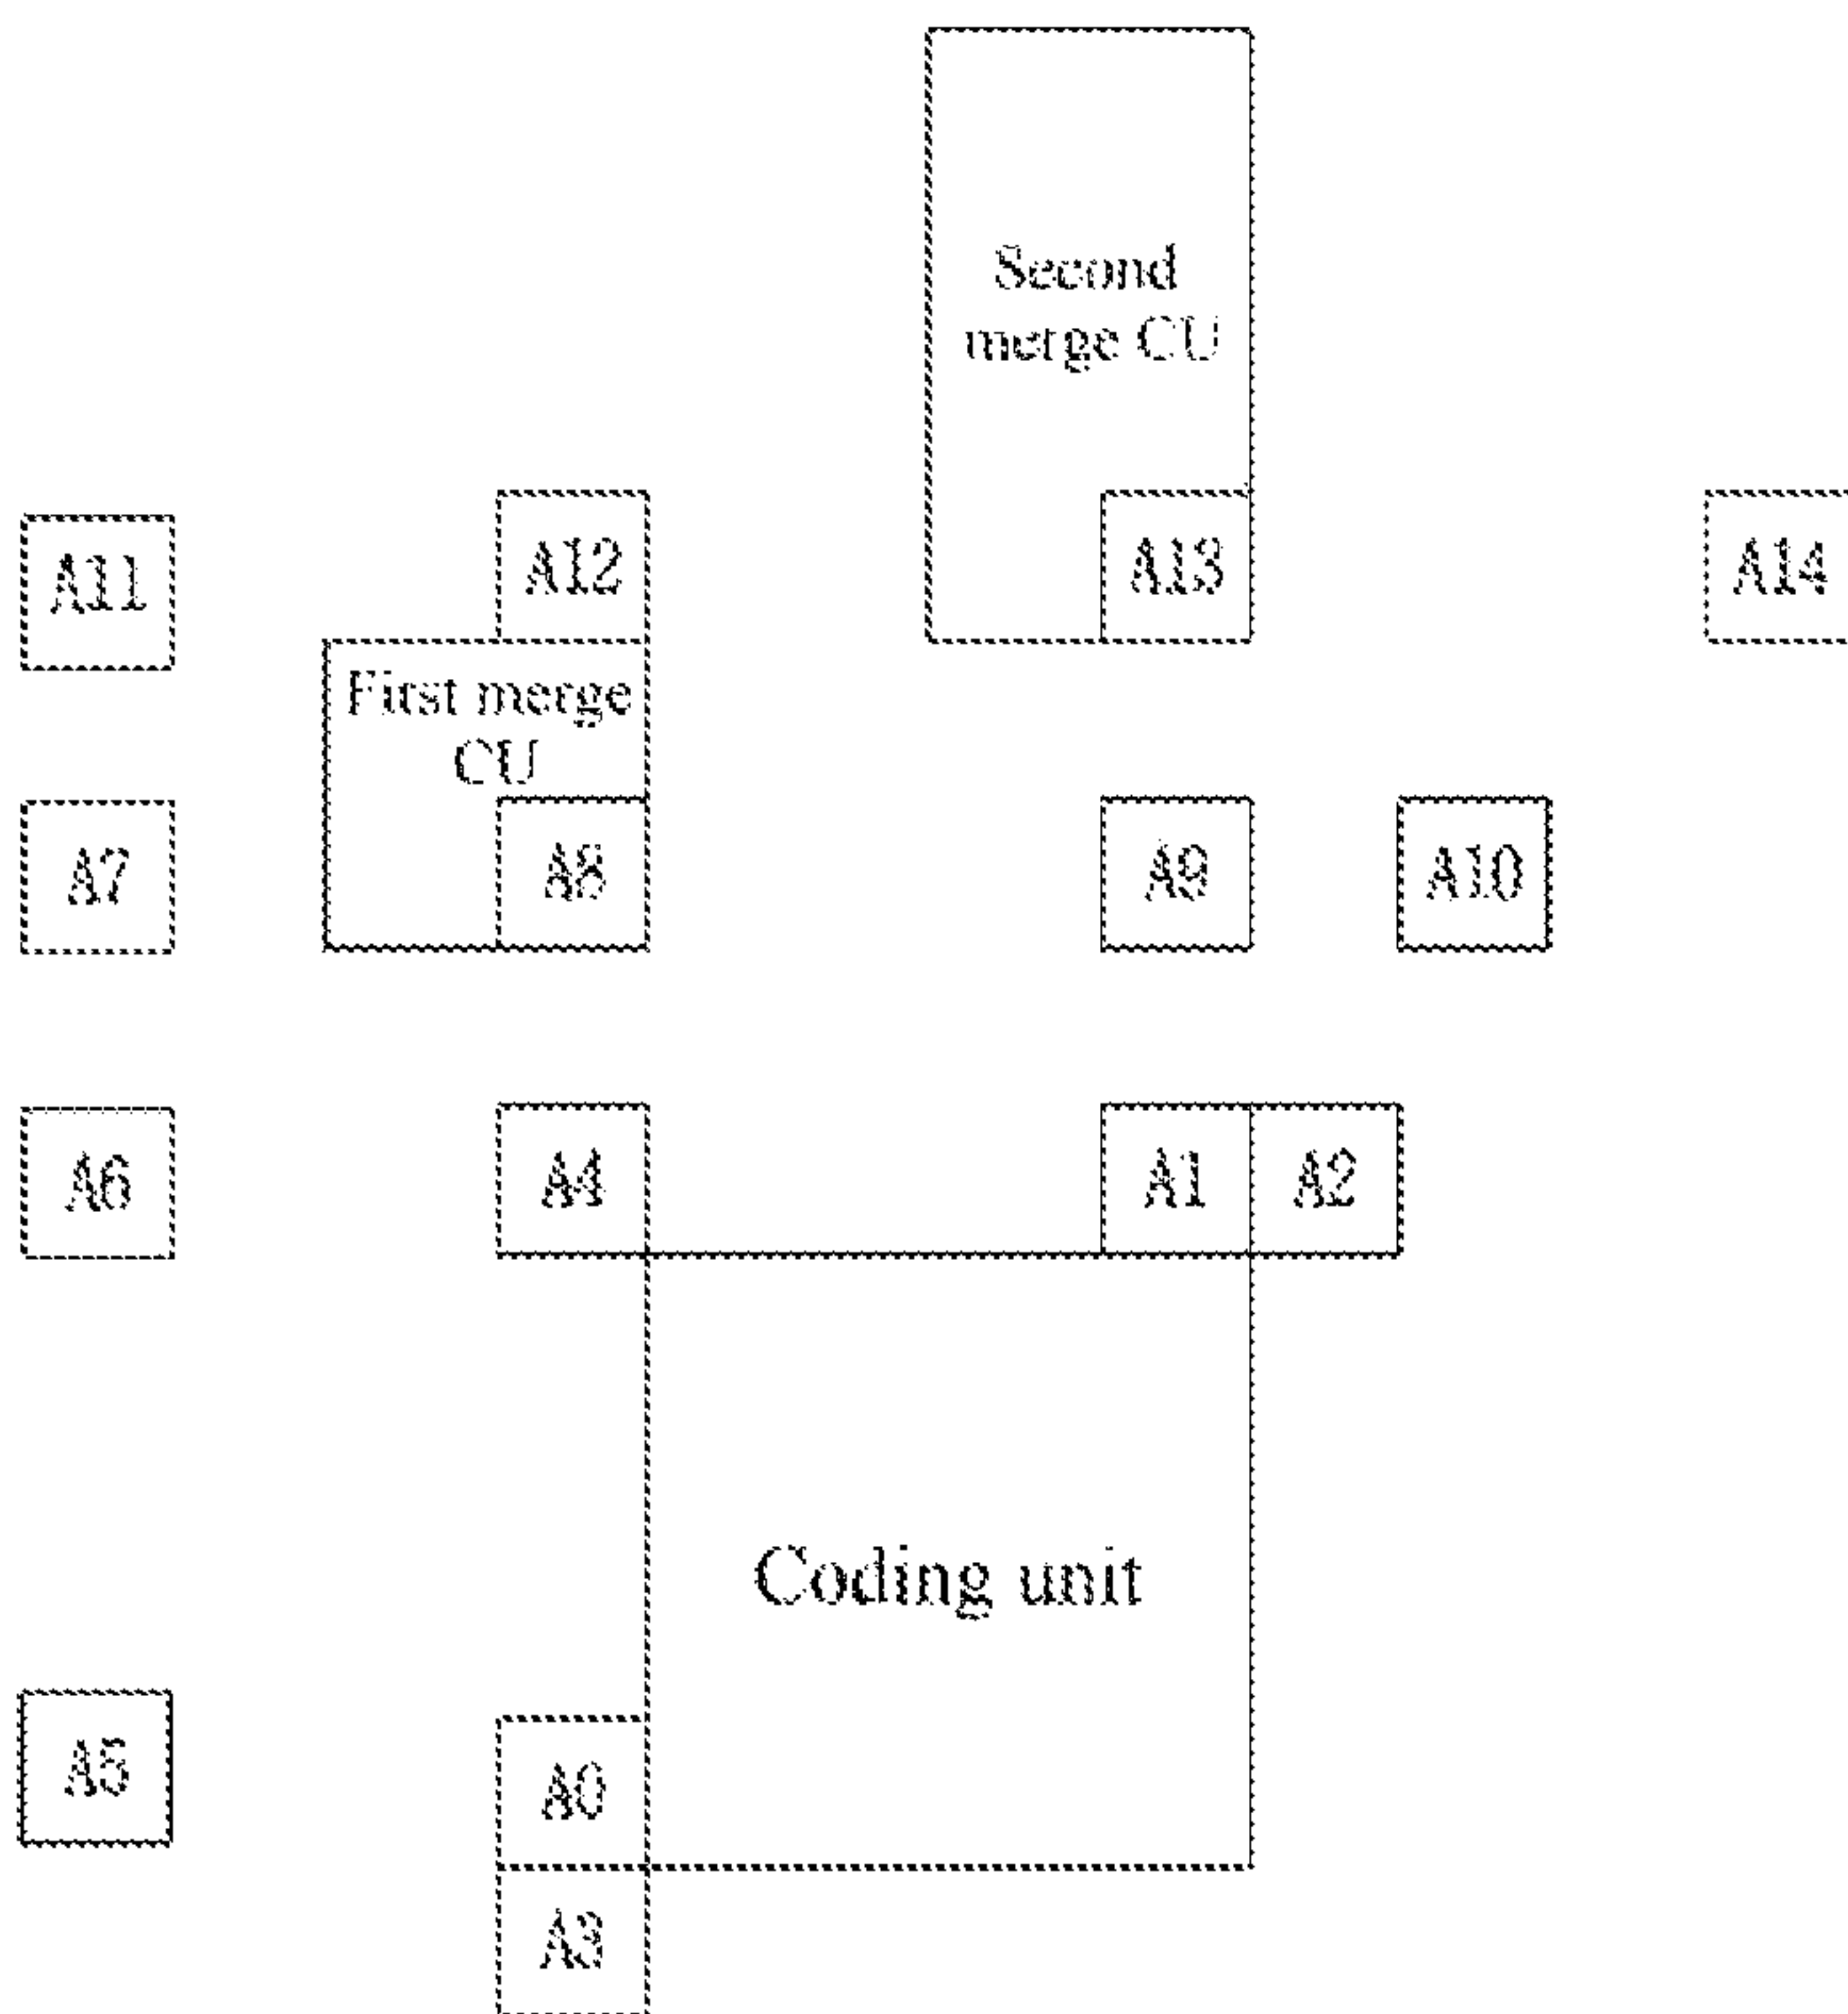 Second
merge CU
A11
A12
A13
A14
First merge
CU
A7
A8
A9
A10
A6
A4
A1
A2
Coding unit
A5
A0
A3